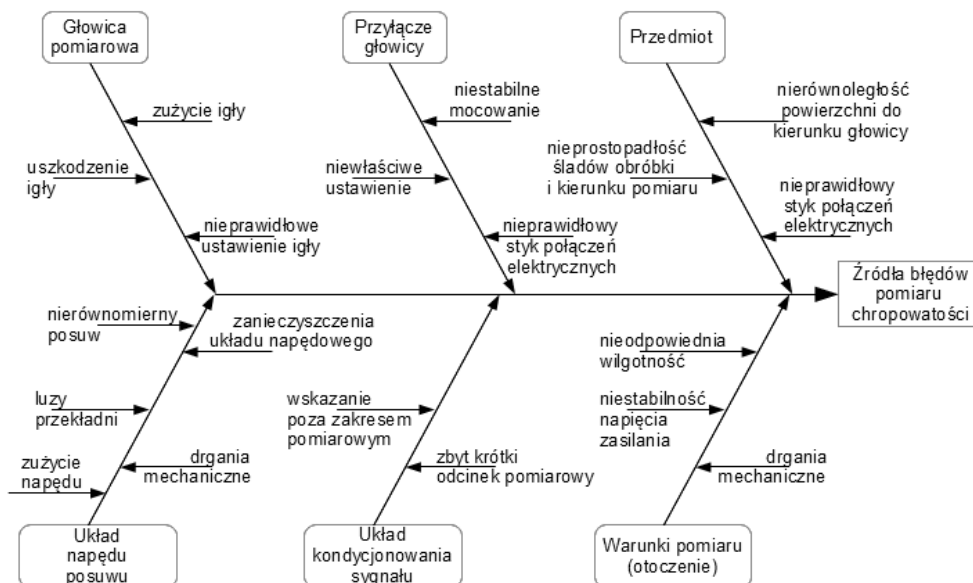 Głowica
pomiarowa
Przyłącze
głowicy
Przedmiot
zużycie igły
uszkodzenie
igły
nieprawidłowe
ustawienie igły
niestabilne
mocowanie
niewłaściwe
ustawienie
nieprawidłowy
styk połączeń
elektrycznych
nierównoległość
powierzchni do
kierunku głowicy
nieprostopadłość
śladów obróbki
i kierunku pomiaru
nieprawidłowy
styk połączeń
elektrycznych
Źródła błędów
pomiaru
chropowatości
nierównomierny
posuw
zanieczyszczenia
układu napędowego
luzy
przekładni
drgania
mechaniczne
zużycie
napędu
wskazanie
poza zakresem
pomiarowym
zbyt krótki
odcinek pomiarowy
nieodpowiednia
wilgotność
niestabilność
napięcia
zasilania
drgania
mechaniczne
Układ
napędu
posuwu
Układ
kondycjonowania
sygnału
Warunki pomiaru
(otoczenie)